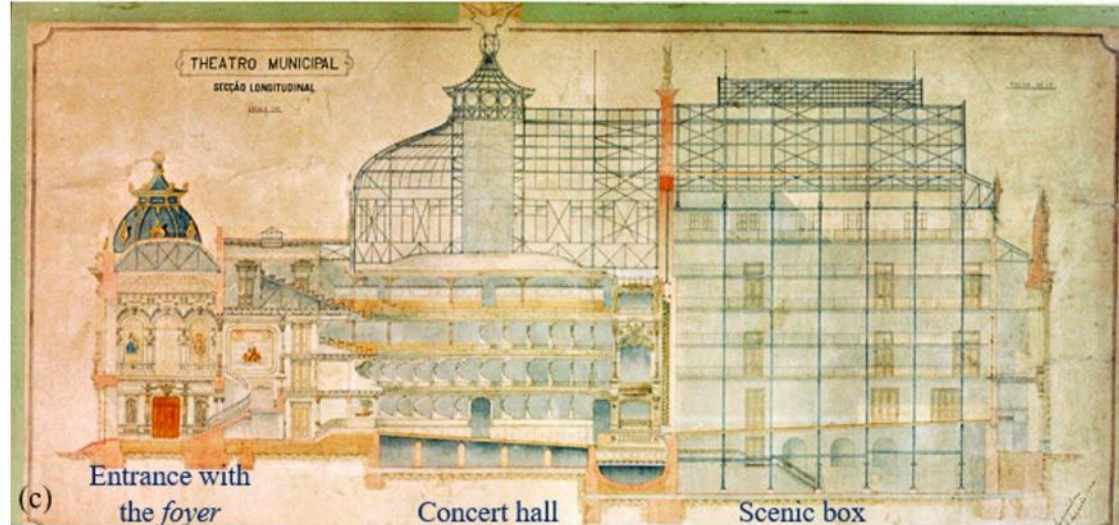 THEATRO MUNICIPAL
SECÇÃO LONGITUDINAL
(c)
Entrance with
the foyer
Concert hall
Scenic box